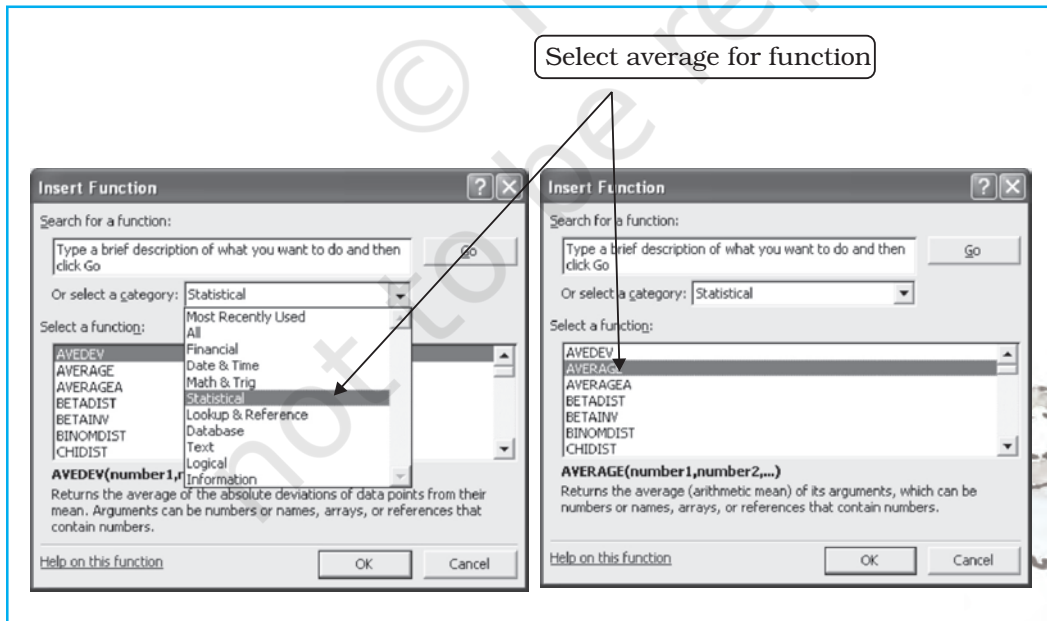 Select average for function
Insert Function
Search for a function:
Type a brief description of what you want to do and then
click Go
Go
Or select a category: Statistical
Most Recently Used
All
Financial
Date & Time
Math & Trig
Statistical
Lookup & Reference
Database
Text
Logical
Information
Select a function:
AVEDEV
AVERAGE
AVERAGEA
BETADIST
BETAINV
BINOMDIST
CHIDIST
AVEDEV(number1,
Returns the average of the absolute deviations of data points from their
mean. Arguments can be numbers or names, arrays, or references that
contain numbers.
Help on this function
OK
Cancel
Insert Function
Search for a function:
Type a brief description of what you want to do and then
click Go
Go
Or select a category: Statistical
Select a function:
AVEDEV
AVERAGE
AVERAGEA
BETADIST
BETAINV
BINOMDIST
CHIDIST
AVERAGE(number1,number2,...)
Returns the average (arithmetic mean) of its arguments, which can be
numbers or names, arrays, or references that contain numbers.
Help on this function
OK
Cancel
© not to be